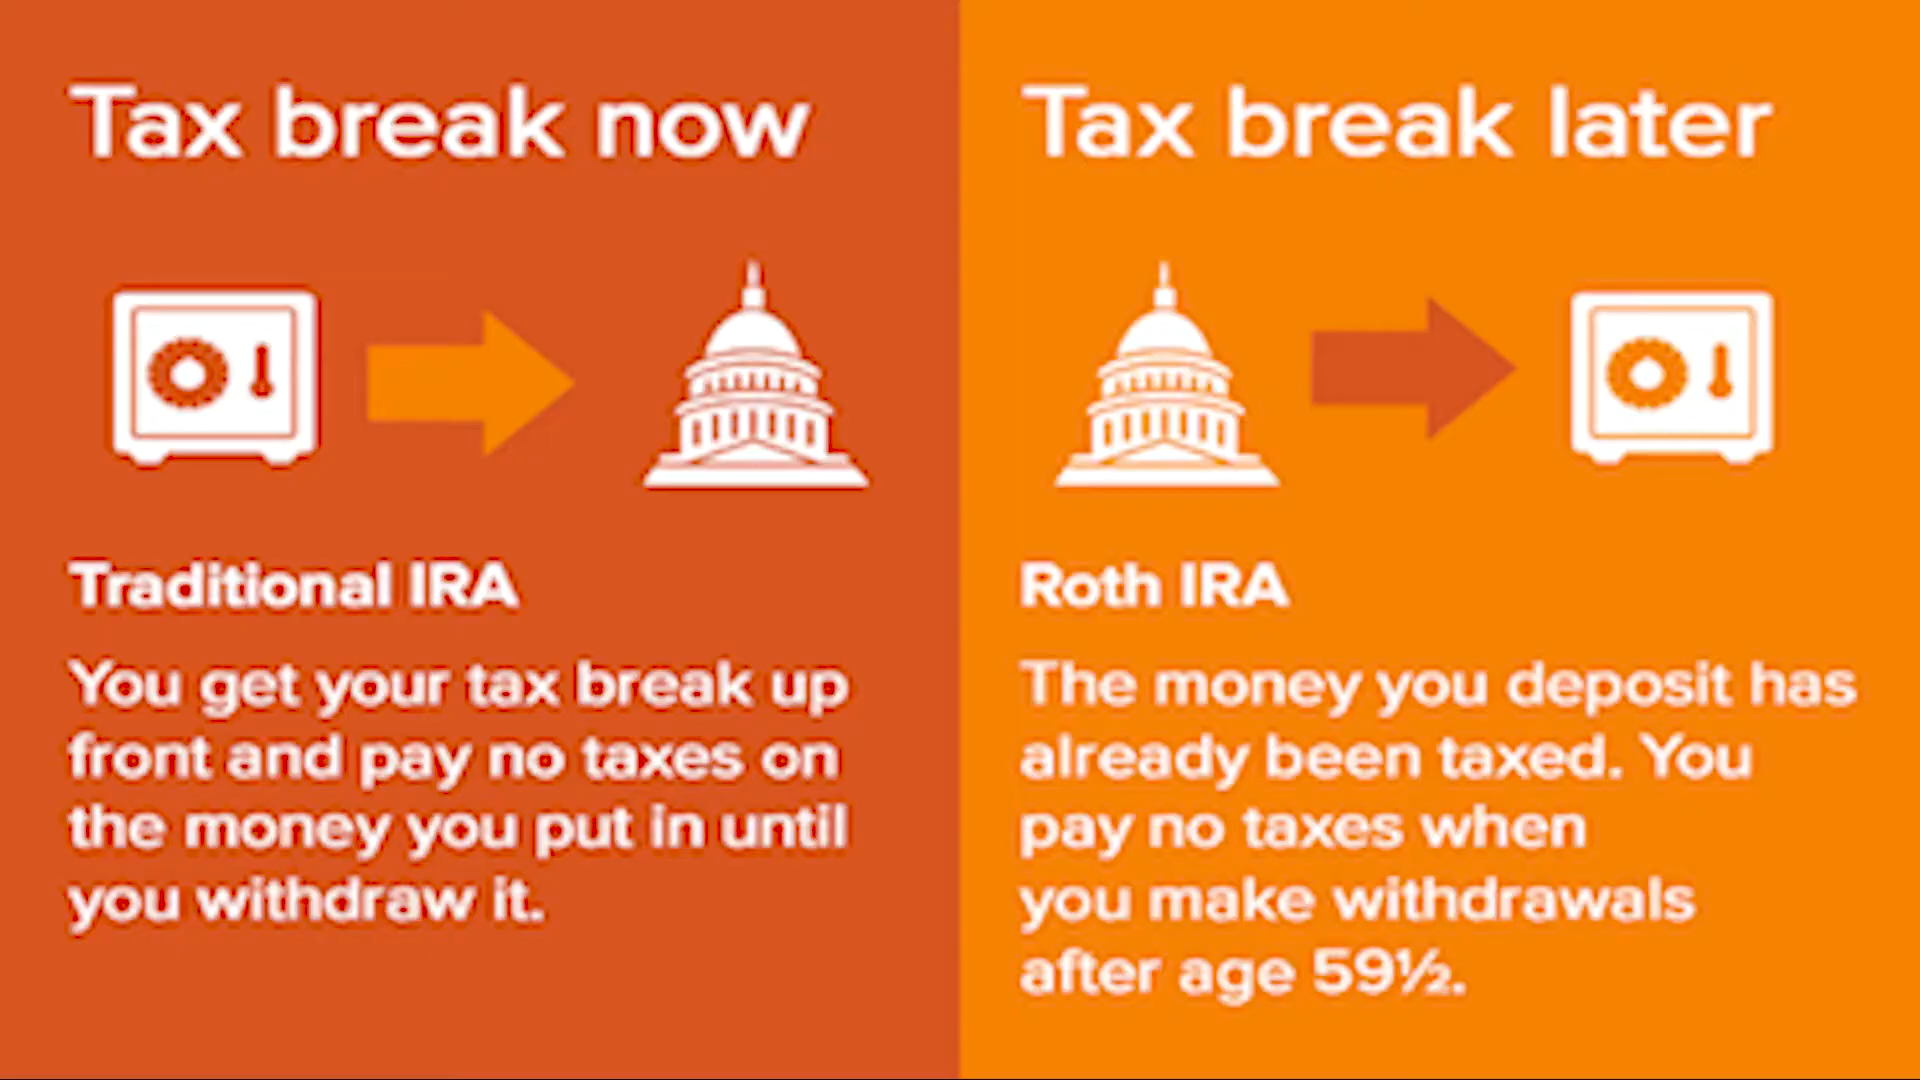 Tax break now
Traditional IRA
You get your tax break up
front and pay no taxes on
the money you put in until
you withdraw it.
Tax break later
Roth IRA
The money you deposit has
already been taxed. You
pay no taxes when
you make withdrawals
after age 59½.